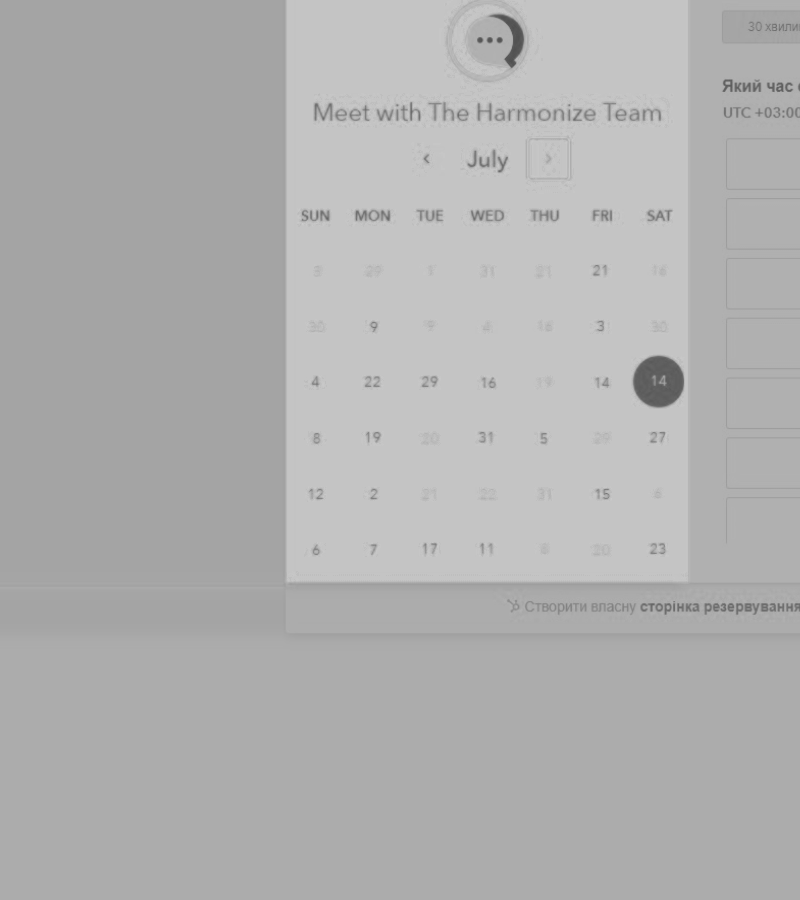 30 хвилин
Meet with The Harmonize Team
Який час
UTC +03:00
‹ July ›
SUN MON TUE WED THU FRI SAT
3 29 1 31 21 21 16
30 9 9 4 16 3 30
4 22 29 16 19 14 14
8 19 20 31 5 29 27
12 2 21 22 31 15 6
6 7 17 11 8 20 23
Створити власну сторінка резервування